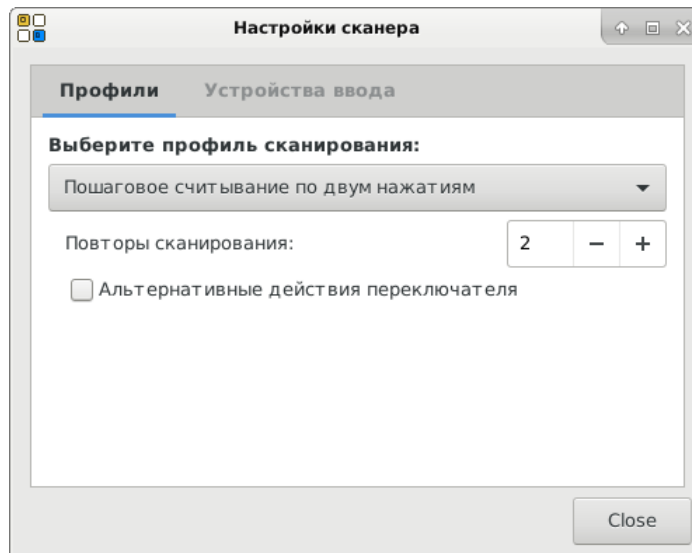 Настройки сканера
Профили Устройства ввода
Выберите профиль сканирования:
Пошаговое считывание по двум нажатиям
Повторы сканирования: 2 − +
Альтернативные действия переключателя
Close